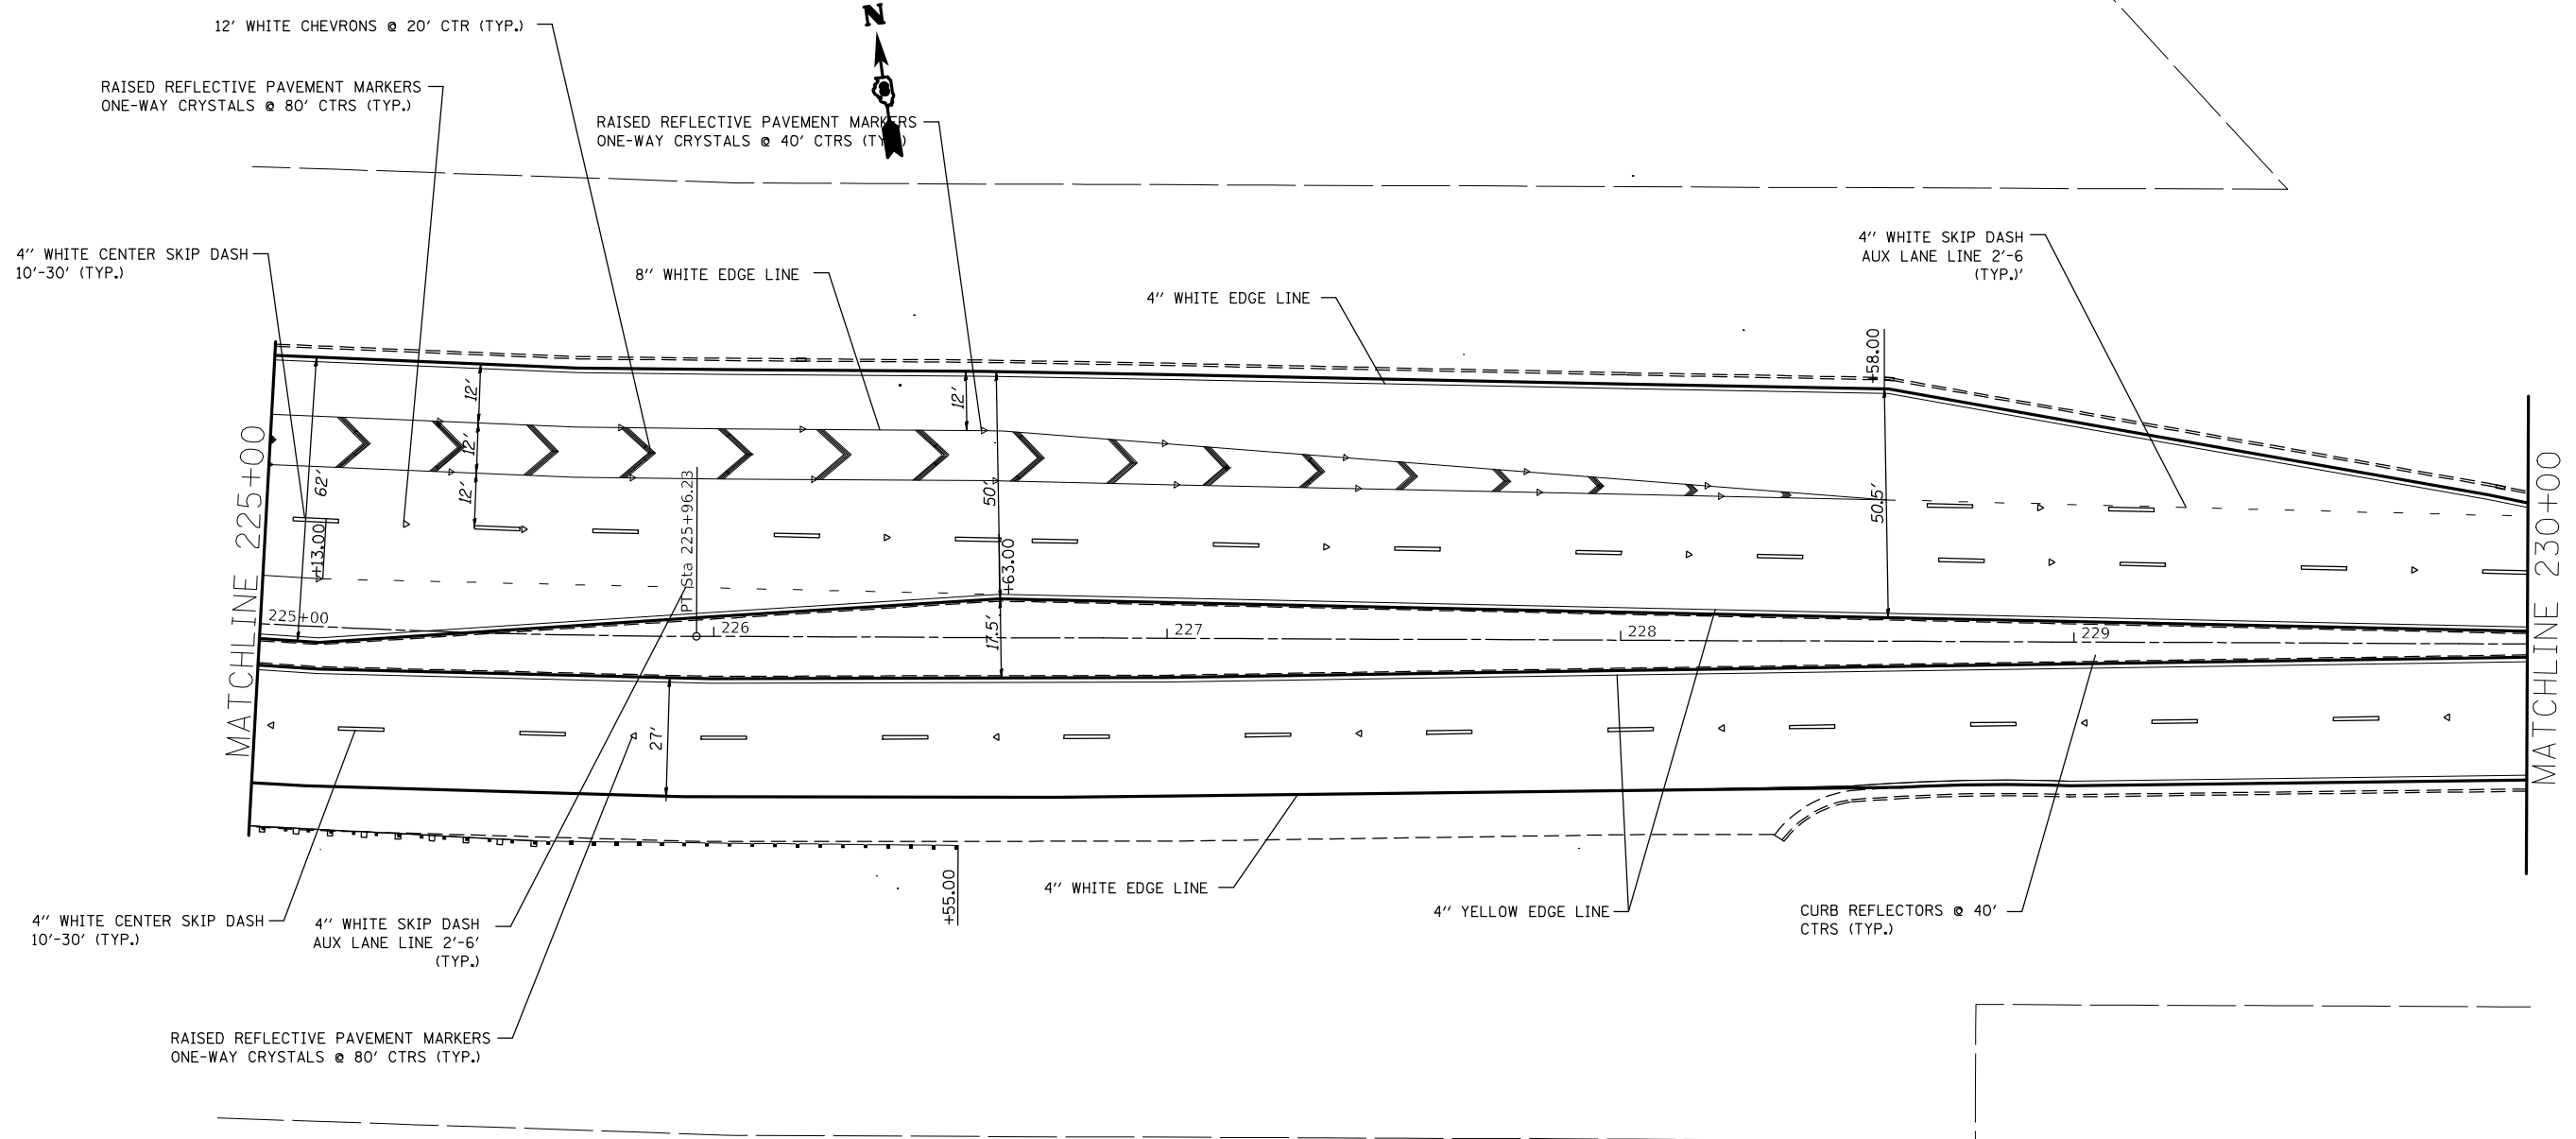 12' WHITE CHEVRONS @ 20' CTR (TYP.)
N
RAISED REFLECTIVE PAVEMENT MARKERS
ONE-WAY CRYSTALS @ 80' CTRS (TYP.)
RAISED REFLECTIVE PAVEMENT MARKERS
ONE-WAY CRYSTALS @ 40' CTRS (TYP.)
4'' WHITE CENTER SKIP DASH
10'-30' (TYP.)
8'' WHITE EDGE LINE
4'' WHITE EDGE LINE
4'' WHITE SKIP DASH
AUX LANE LINE 2'-6
(TYP.)'
+58.00
12'
12'
12'
12'
62'
50'
50.5'
+13.00
PT Sta 225+96.23
+63.00
MATCHLINE 225+00
MATCHLINE 230+00
225+00
226
227
228
229
17.5'
27'
+55.00
4'' WHITE EDGE LINE
4'' YELLOW EDGE LINE
CURB REFLECTORS @ 40'
CTRS (TYP.)
4'' WHITE CENTER SKIP DASH
10'-30' (TYP.)
4'' WHITE SKIP DASH
AUX LANE LINE 2'-6'
(TYP.)
RAISED REFLECTIVE PAVEMENT MARKERS
ONE-WAY CRYSTALS @ 80' CTRS (TYP.)